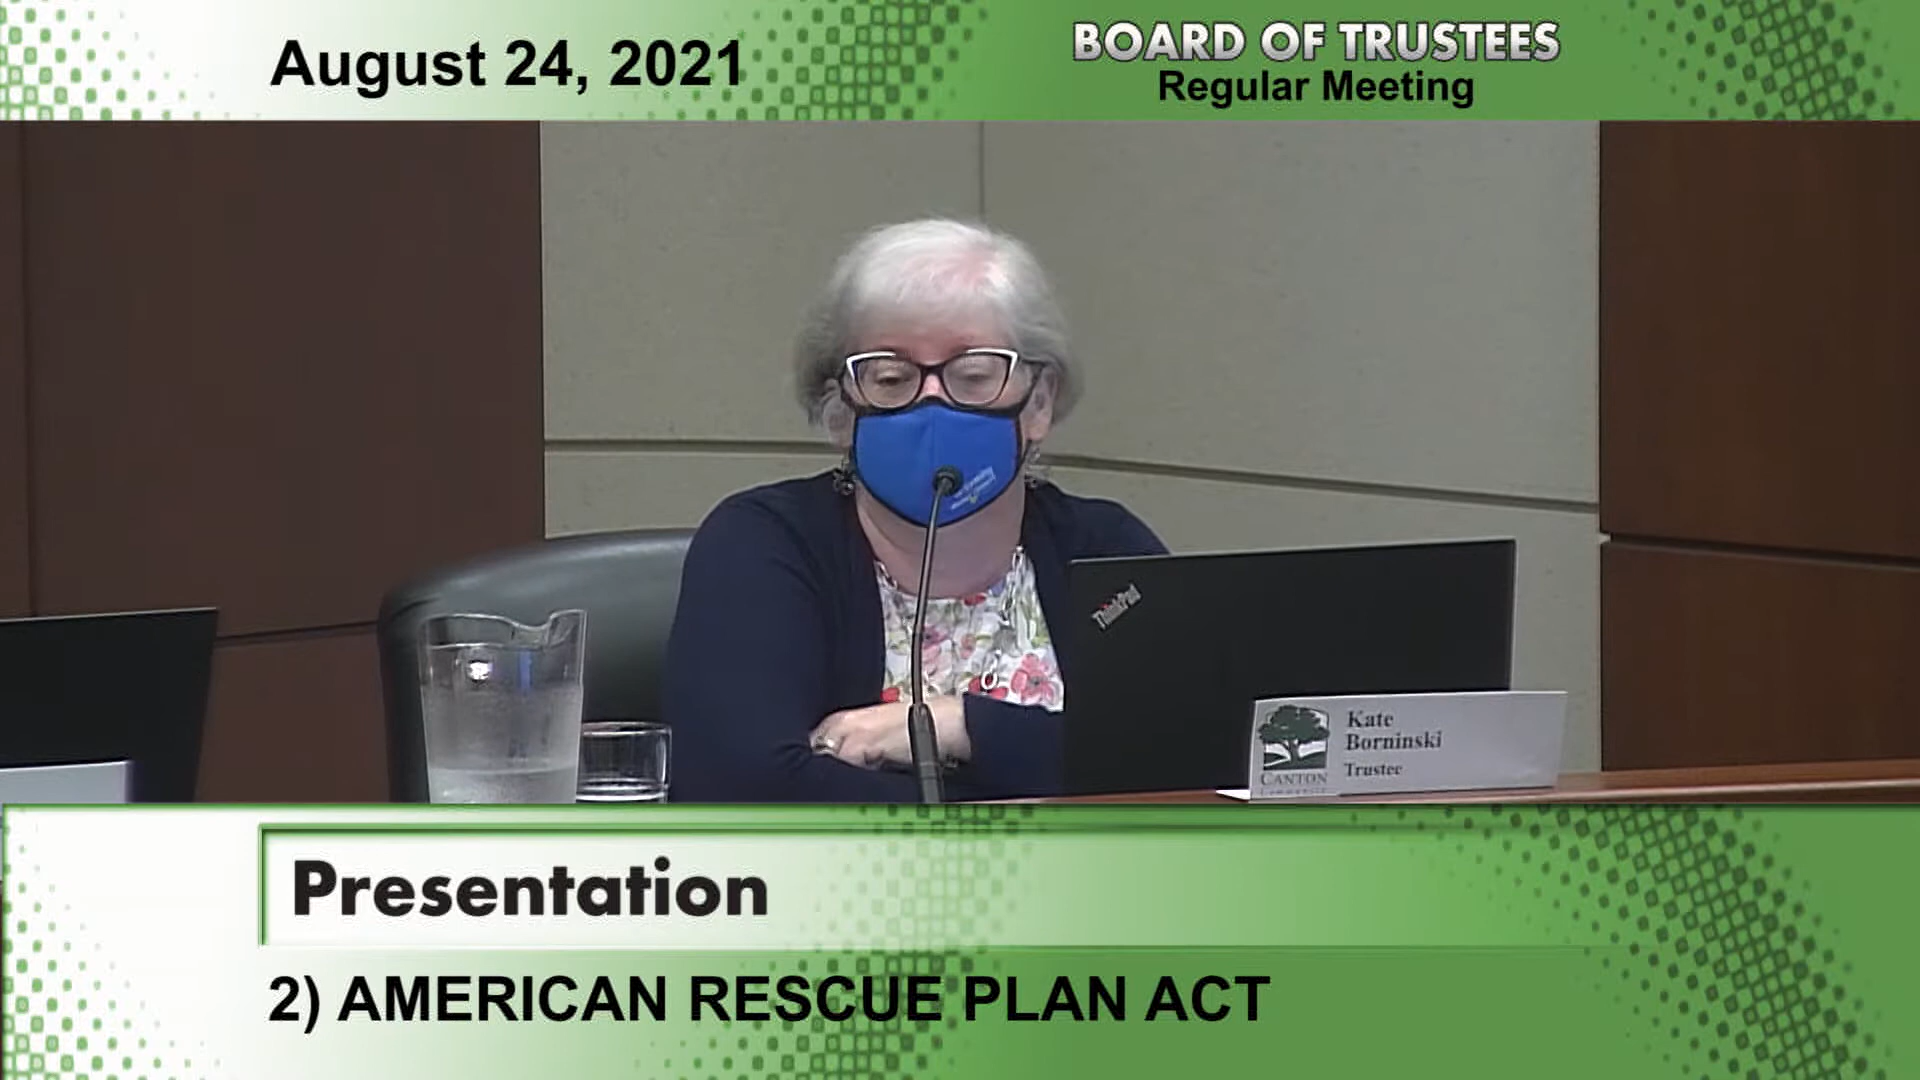 August 24, 2021
BOARD OF TRUSTEES
Regular Meeting
ThinkPad
Kate
Borninski
Trustee
CANTON
Presentation
2) AMERICAN RESCUE PLAN ACT